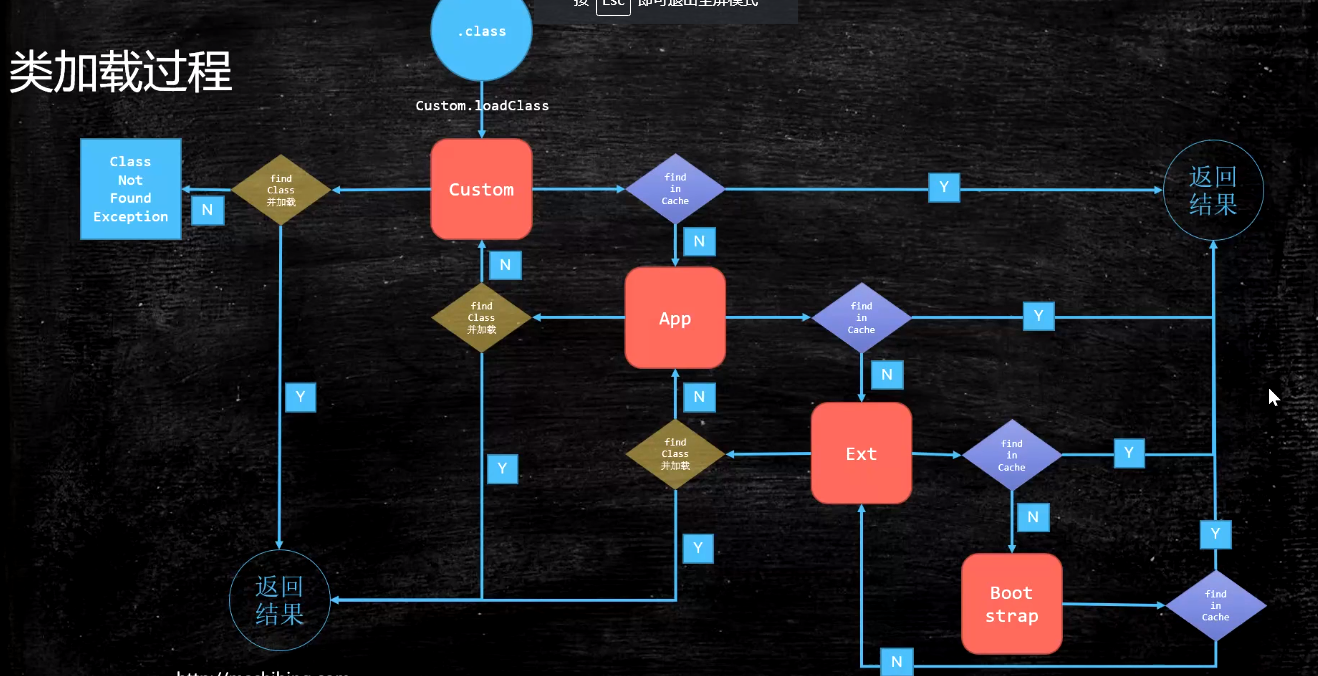 按 Esc 即可退出全屏模式
.class
类加载过程
Custom.loadClass
Class
Not
Found
Exception
N
find
Class
并加载
Custom
find
in
Cache
Y
返回
结果
N
N
find
Class
并加载
App
find
in
Cache
Y
N
Y
N
find
Class
并加载
Ext
find
in
Cache
Y
Y
N
Y
Y
返回
结果
Boot
strap
find
in
Cache
N